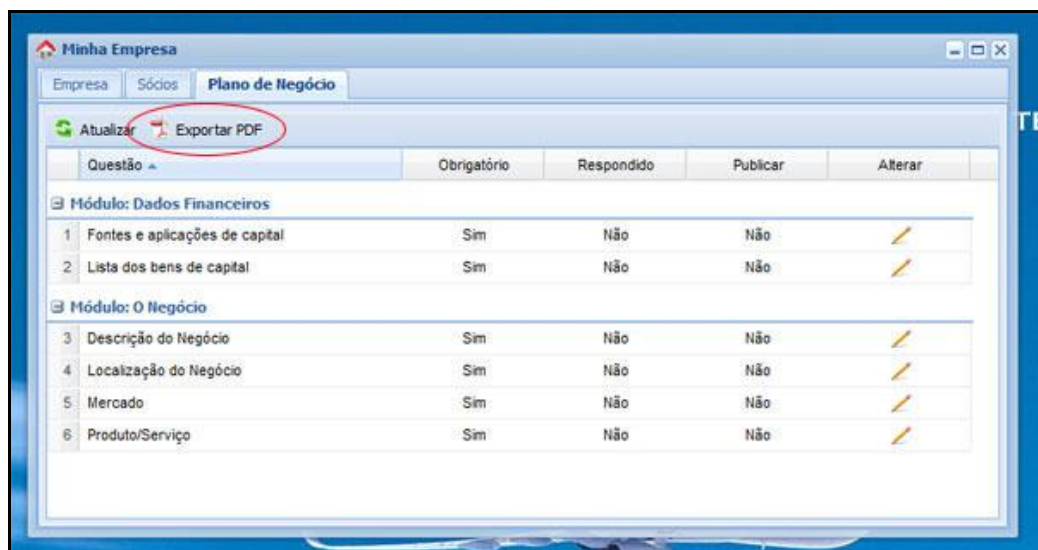 Minha Empresa
Empresa Sócios Plano de Negócio
Atualizar Exportar PDF
Questão Obrigatório Respondido Publicar Alterar
Módulo: Dados Financeiros
1 Fontes e aplicações de capital Sim Não Não
2 Lista dos bens de capital Sim Não Não
Módulo: O Negócio
3 Descrição do Negócio Sim Não Não
4 Localização do Negócio Sim Não Não
5 Mercado Sim Não Não
6 Produto/Serviço Sim Não Não